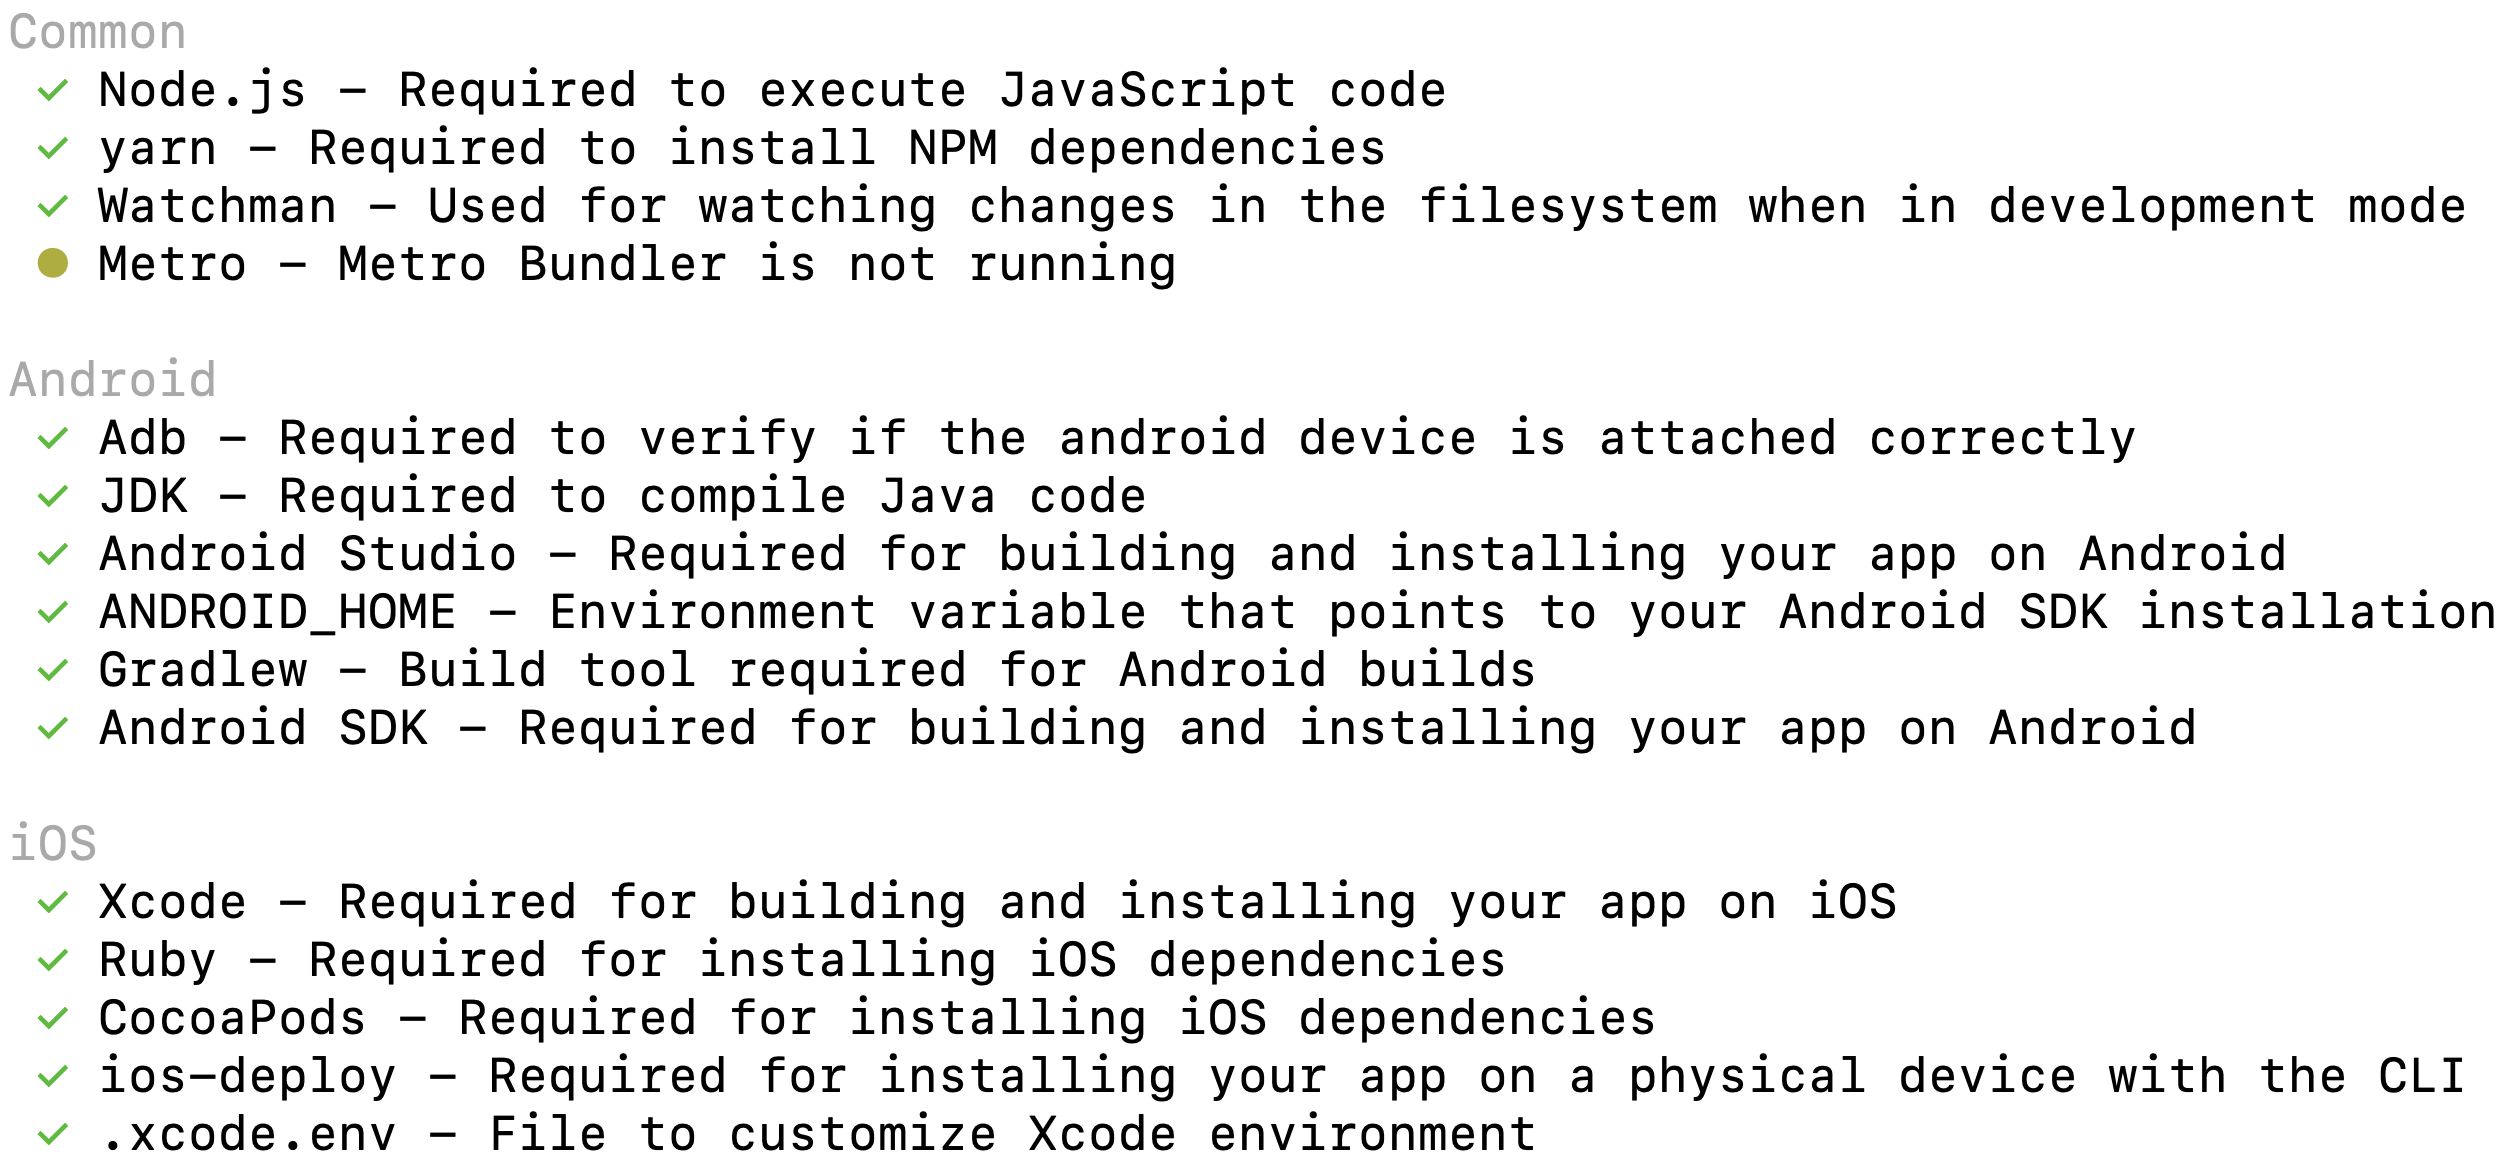 Common
✓ Node.js - Required to execute JavaScript code
✓ yarn - Required to install NPM dependencies
✓ Watchman - Used for watching changes in the filesystem when in development mode
● Metro - Metro Bundler is not running
Android
✓ Adb - Required to verify if the android device is attached correctly
✓ JDK - Required to compile Java code
✓ Android Studio - Required for building and installing your app on Android
✓ ANDROID_HOME - Environment variable that points to your Android SDK installation
✓ Gradlew - Build tool required for Android builds
✓ Android SDK - Required for building and installing your app on Android
iOS
✓ Xcode - Required for building and installing your app on iOS
✓ Ruby - Required for installing iOS dependencies
✓ CocoaPods - Required for installing iOS dependencies
✓ ios-deploy - Required for installing your app on a physical device with the CLI
✓ .xcode.env - File to customize Xcode environment